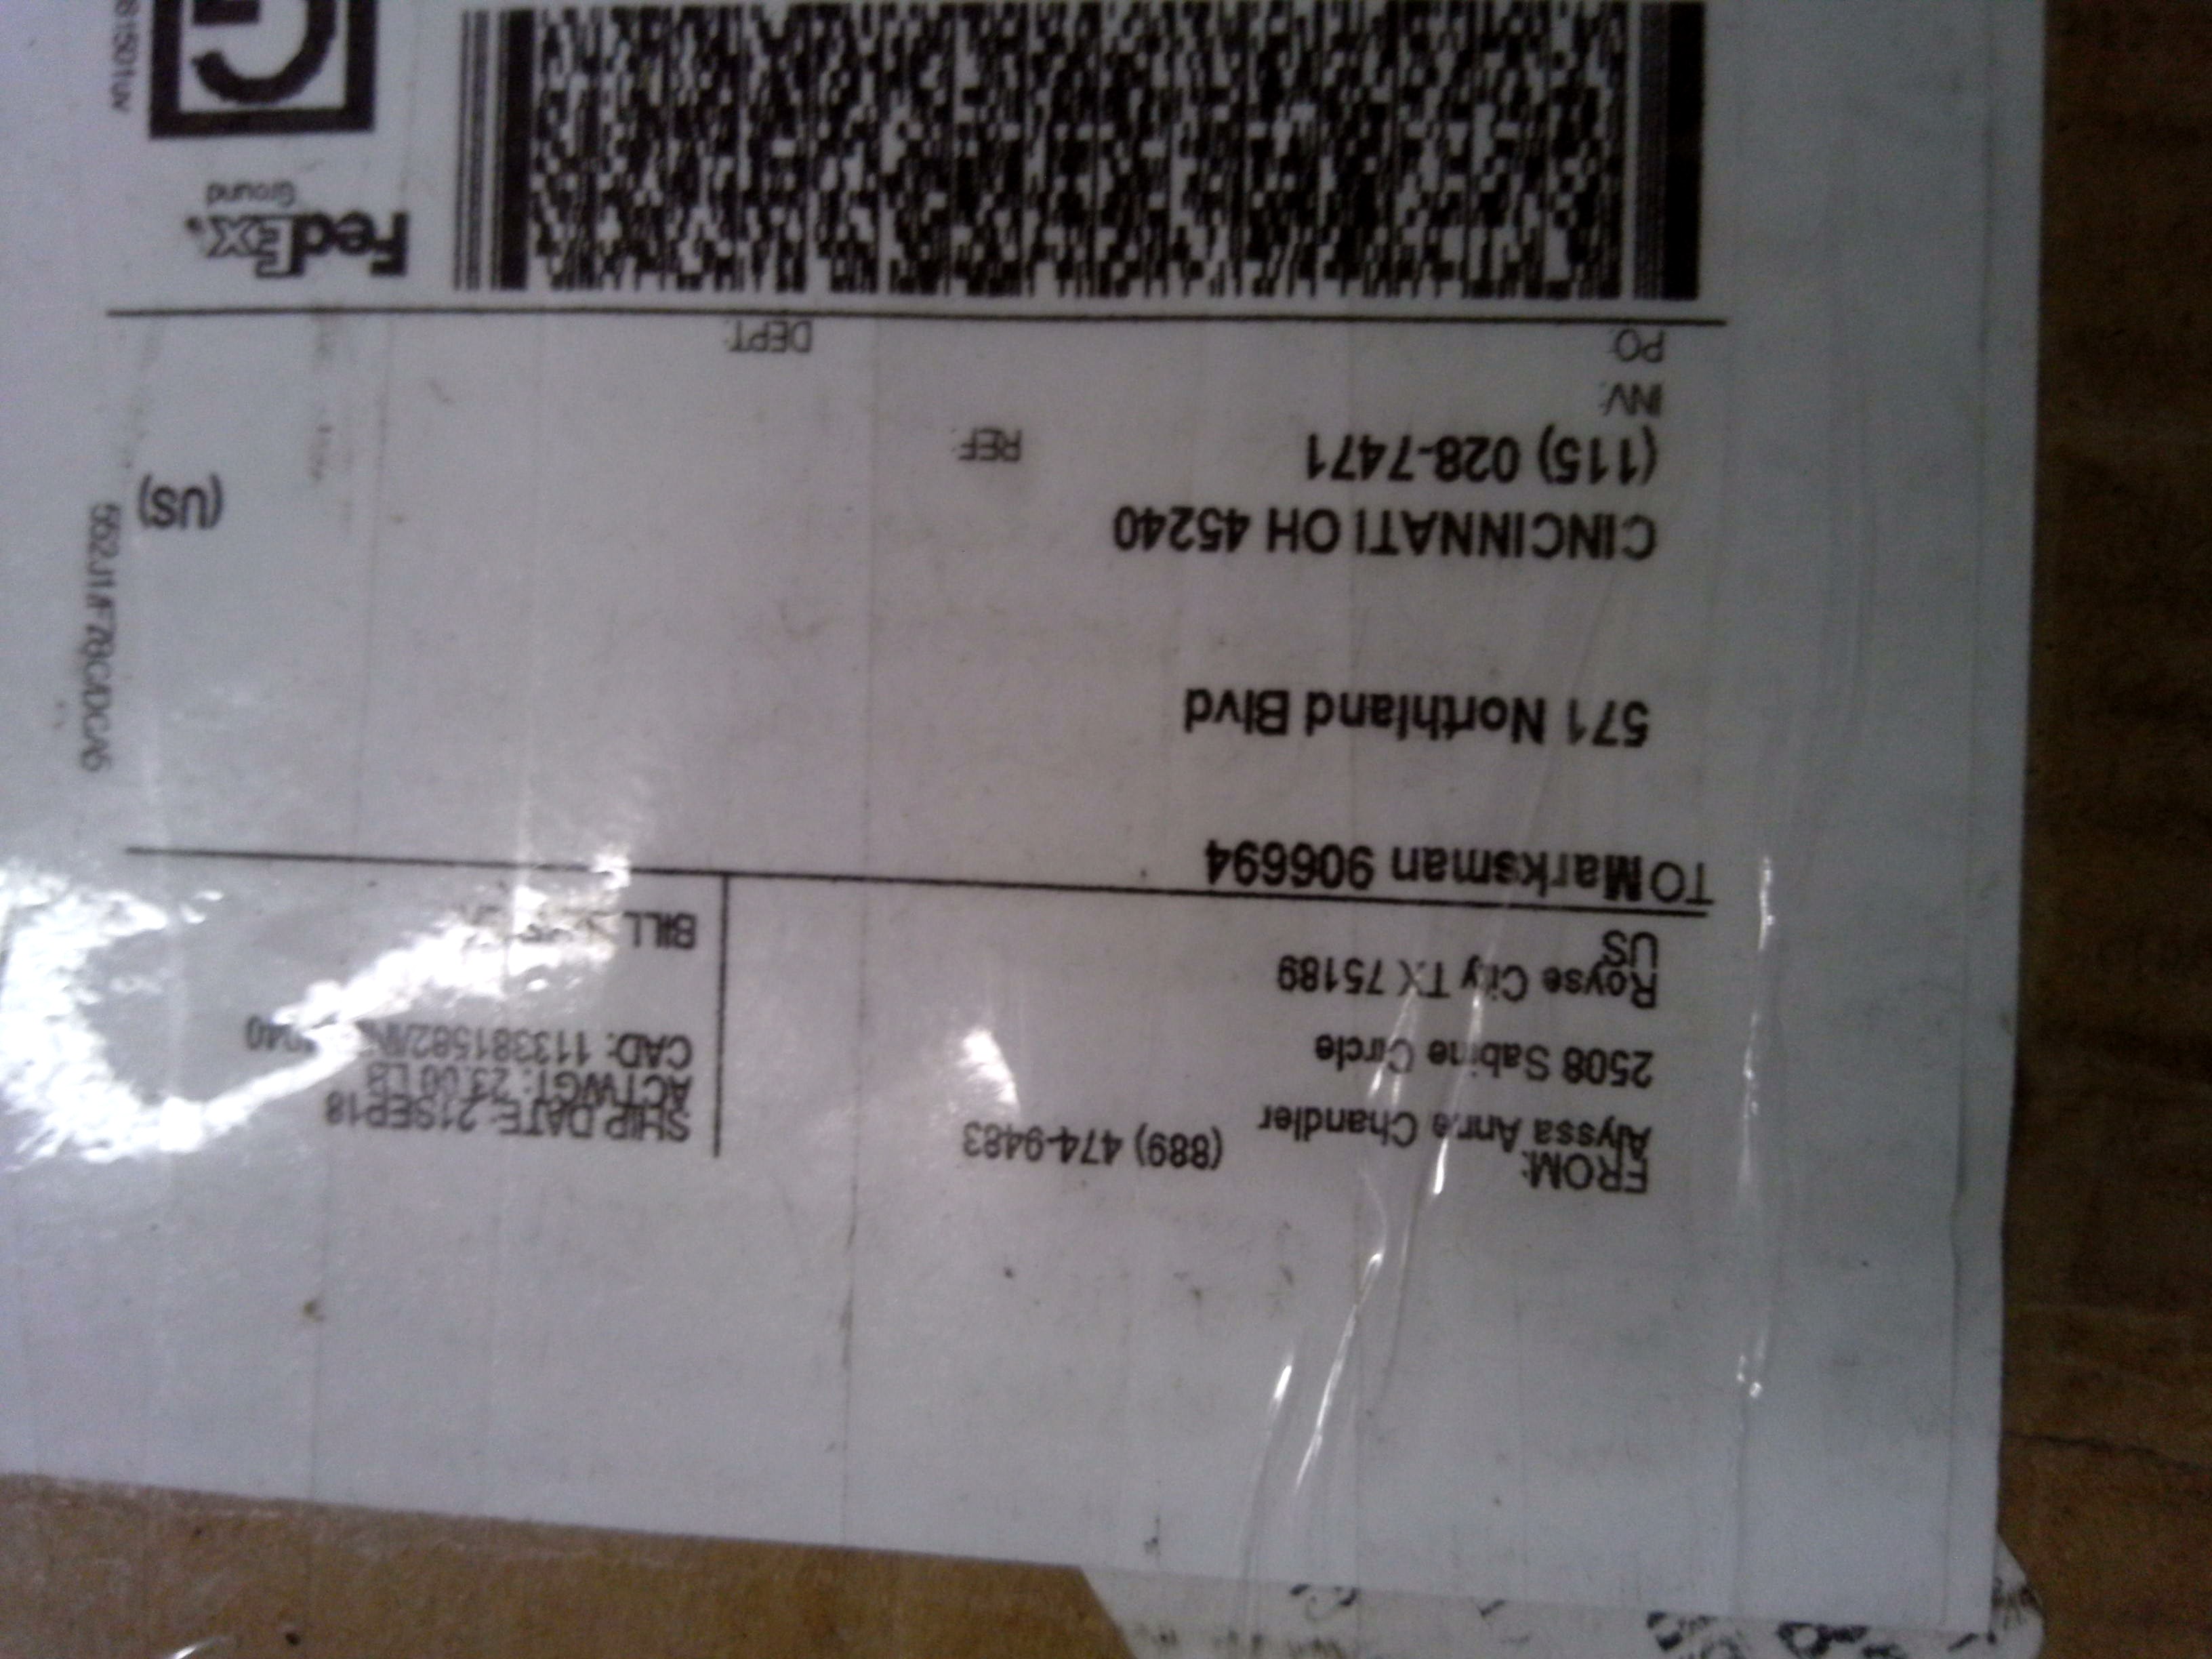 FROM: (889) 474-9483
Alyssa Anne Chandler
2508 Sabine Circle
Royse City TX 75189
US
SHIP DATE: 21SEP18
ACTWGT: 23.00 LB
CAD: 113381582
BILL
TO Marksman 906694
571 Northland Blvd
CINCINNATI OH 45240
(US)
(115) 028-7471
REF:
INV:
PO:
DEPT:
FedEx
Ground
G